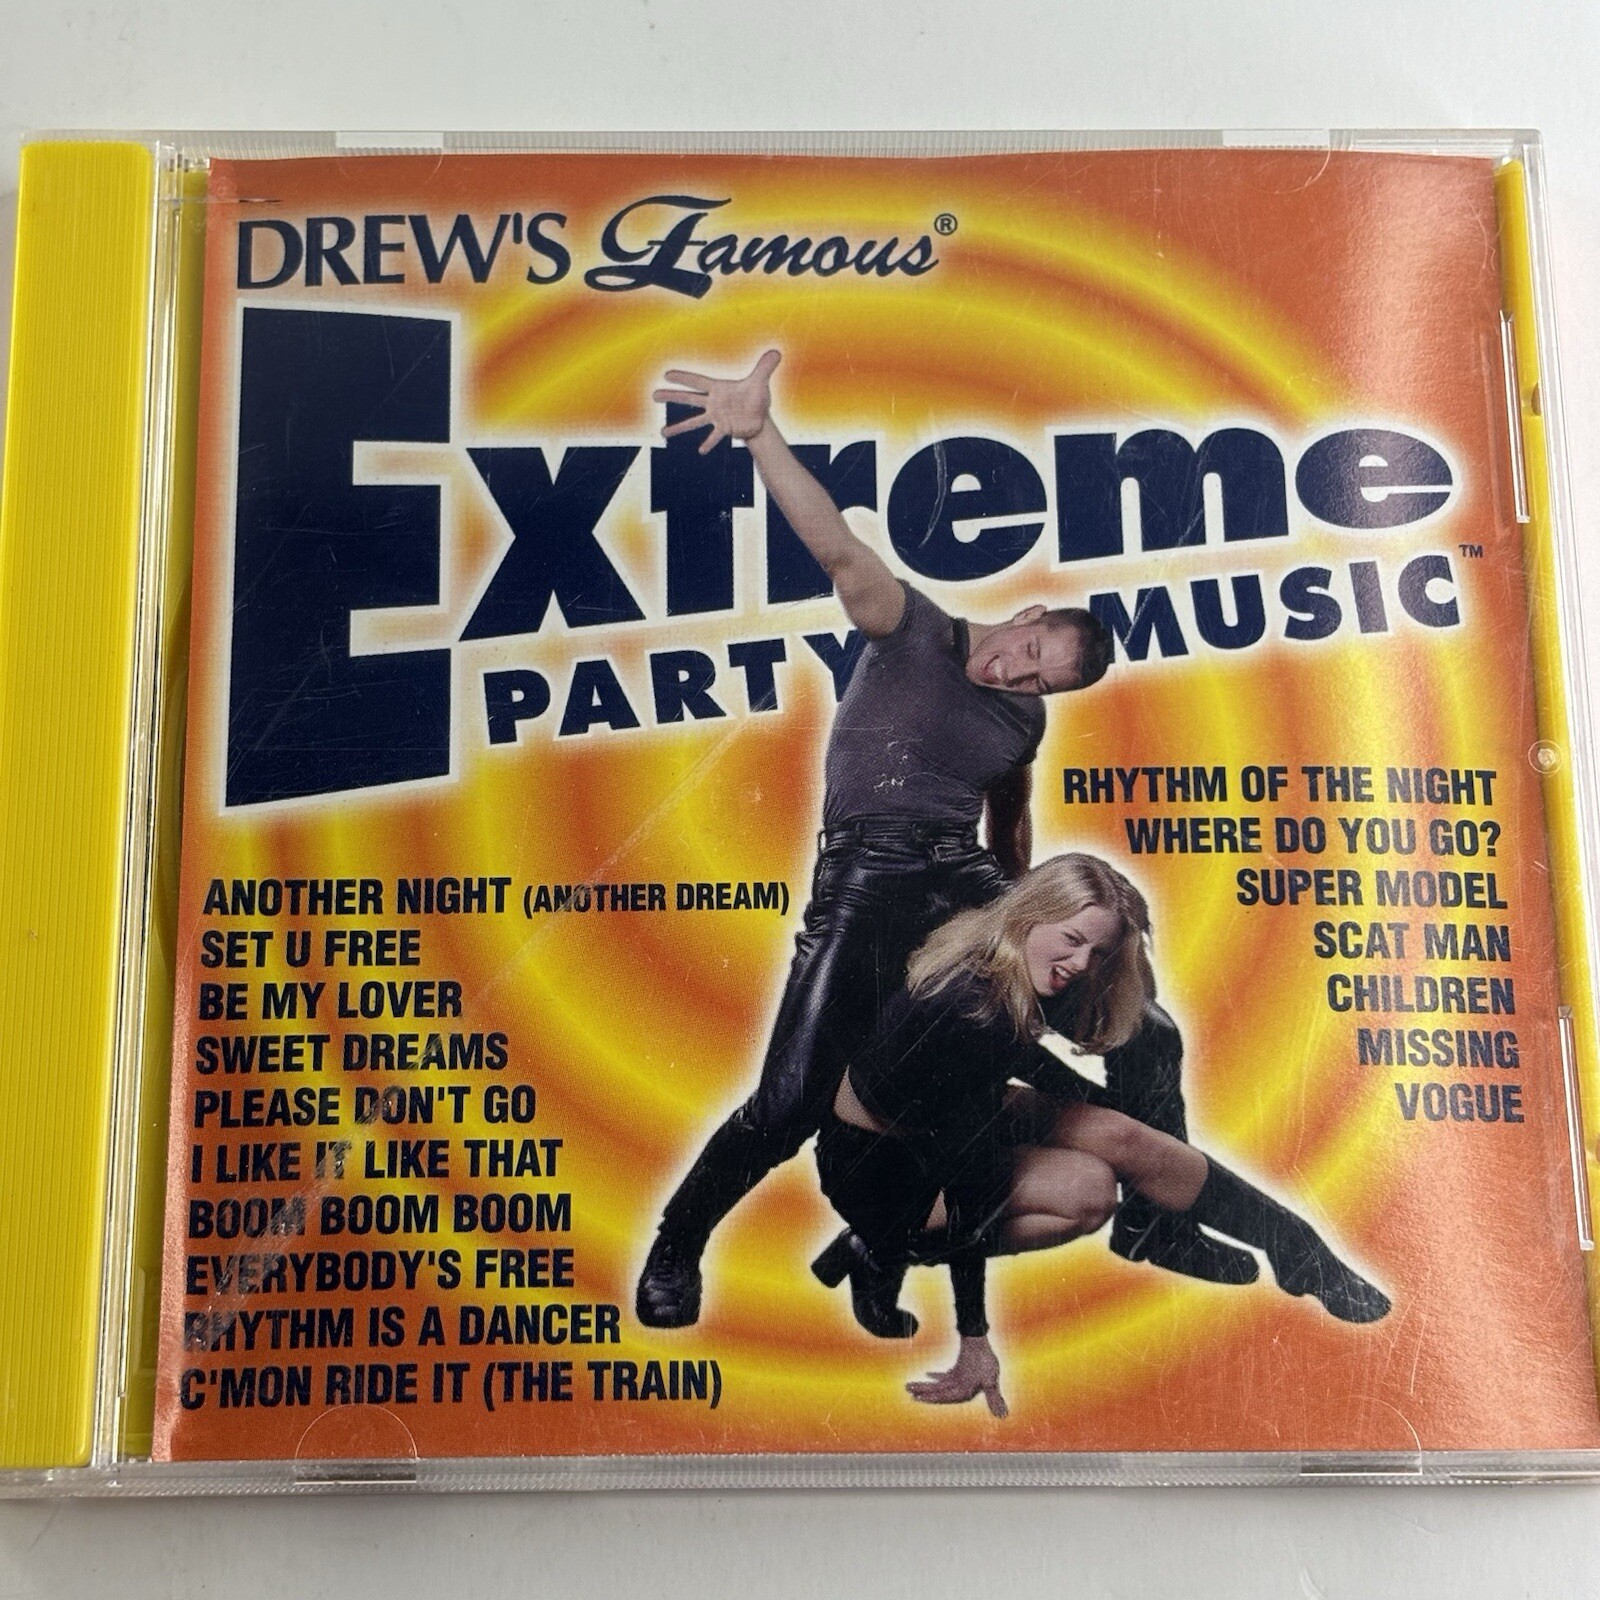 DREW'S Famous®
Extreme
PARTY MUSIC™
ANOTHER NIGHT (ANOTHER DREAM)
SET U FREE
BE MY LOVER
SWEET DREAMS
PLEASE DON'T GO
I LIKE IT LIKE THAT
BOOM BOOM BOOM
EVERYBODY'S FREE
RHYTHM IS A DANCER
C'MON RIDE IT (THE TRAIN)
RHYTHM OF THE NIGHT
WHERE DO YOU GO?
SUPER MODEL
SCAT MAN
CHILDREN
MISSING
VOGUE